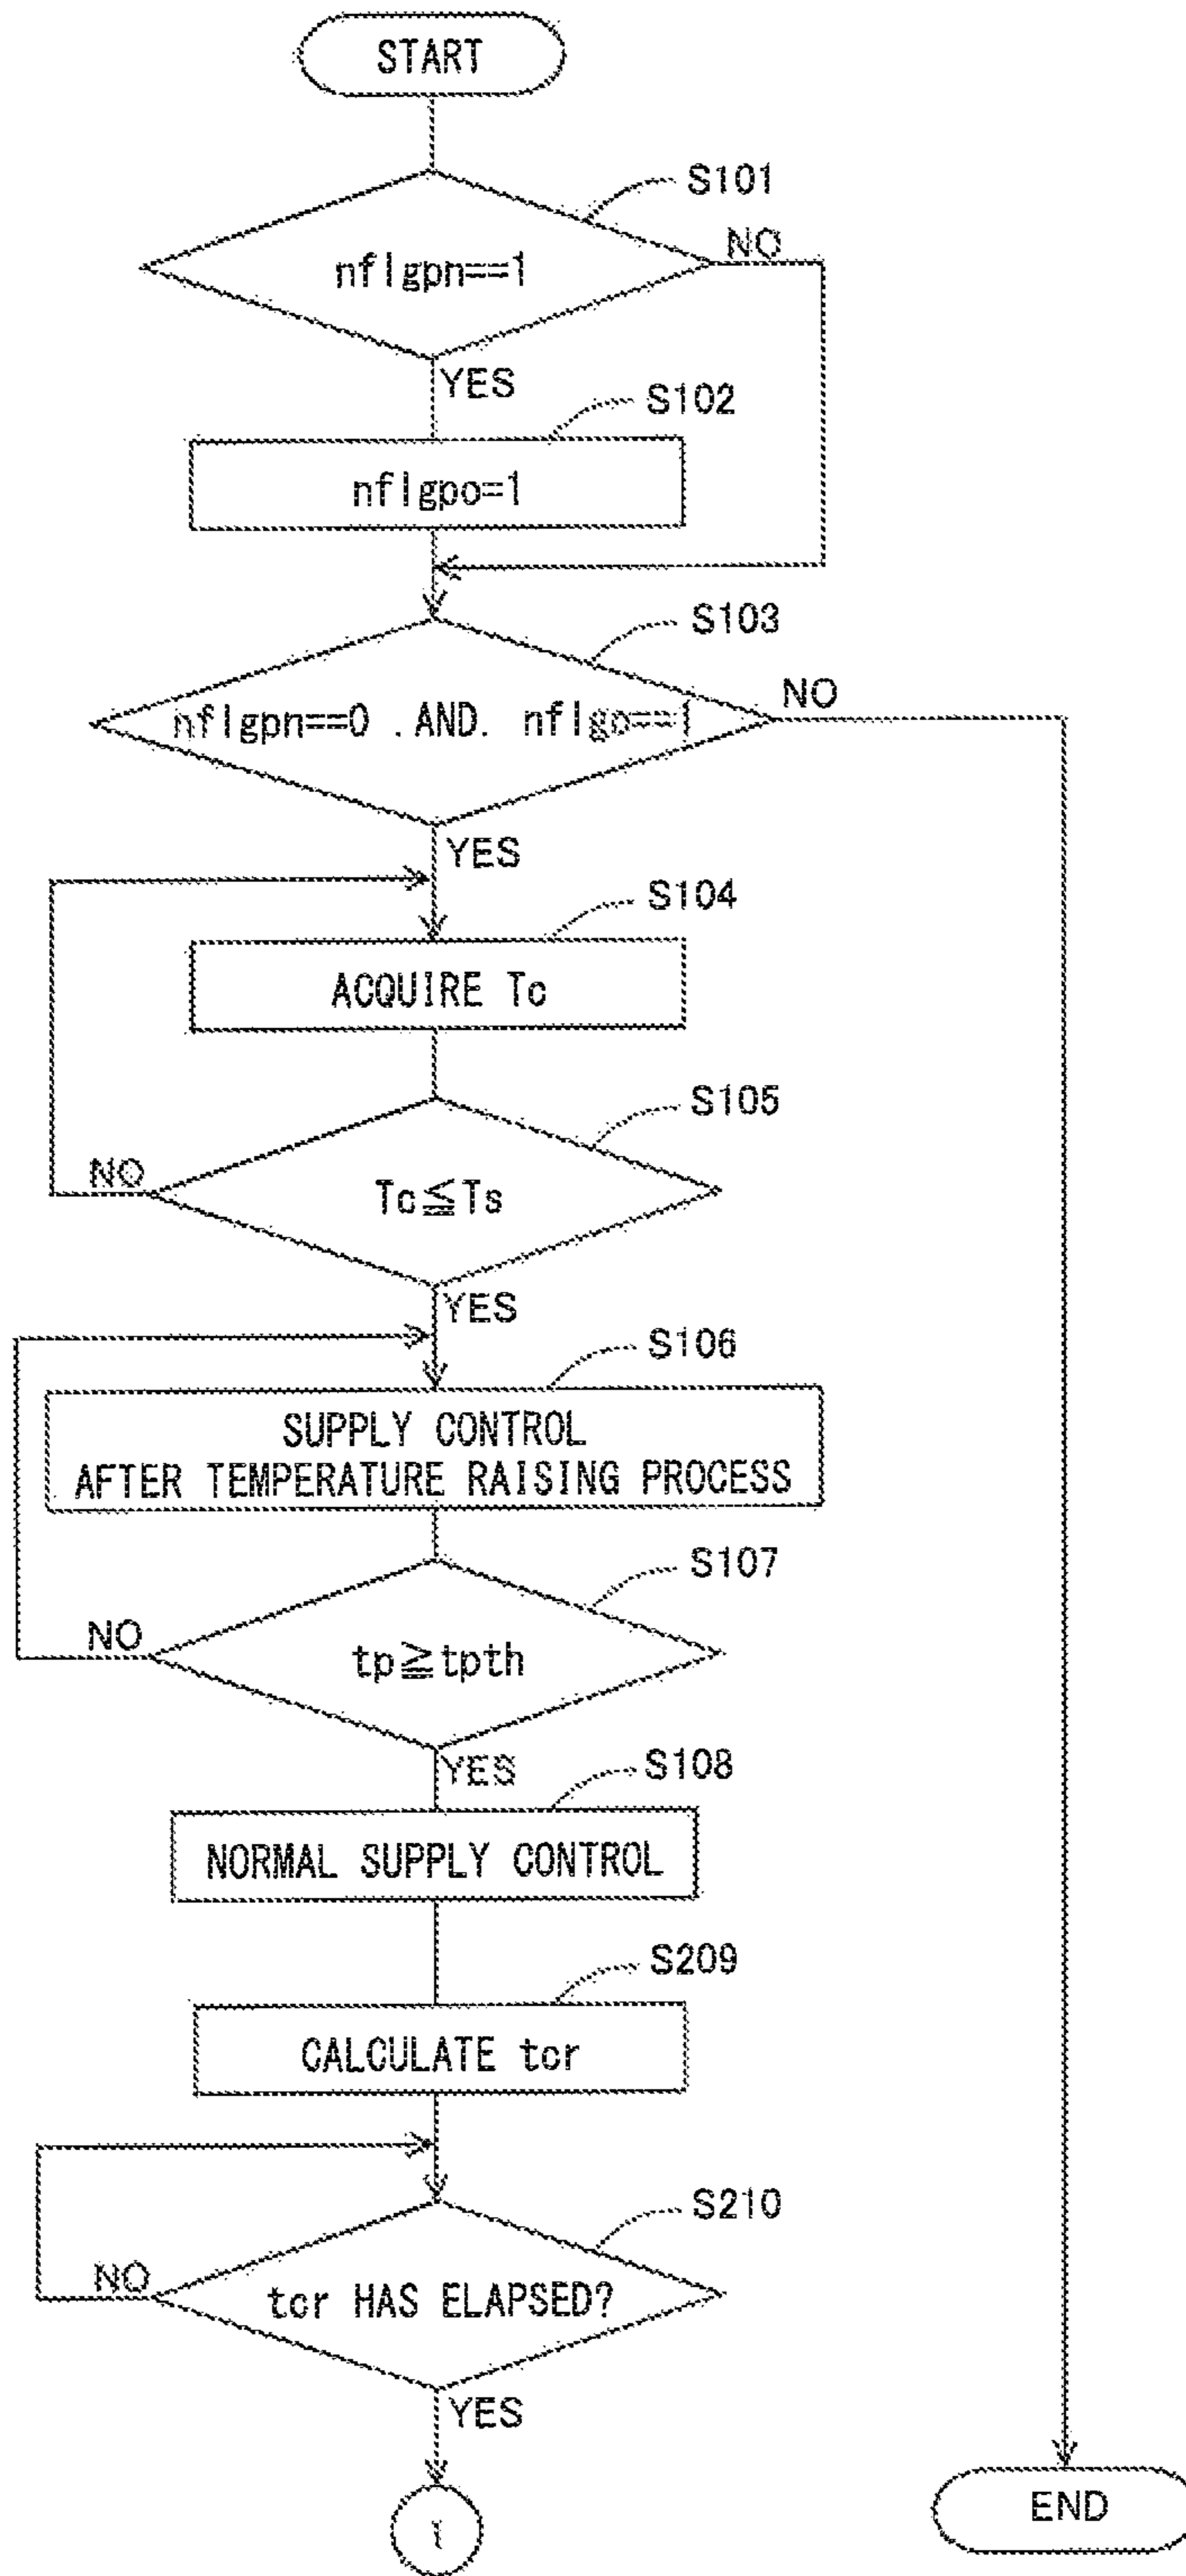 START
S101
nflgpn==1
NO
YES
S102
nflgpo=1
S103
nflgpn==0 .AND. nflgo==1
NO
YES
S104
ACQUIRE Tc
S105
Tc≦Ts
NO
YES
S106
SUPPLY CONTROL
AFTER TEMPERATURE RAISING PROCESS
S107
tp≧tpth
NO
YES
S108
NORMAL SUPPLY CONTROL
S209
CALCULATE tcr
S210
tcr HAS ELAPSED?
NO
YES
1
END